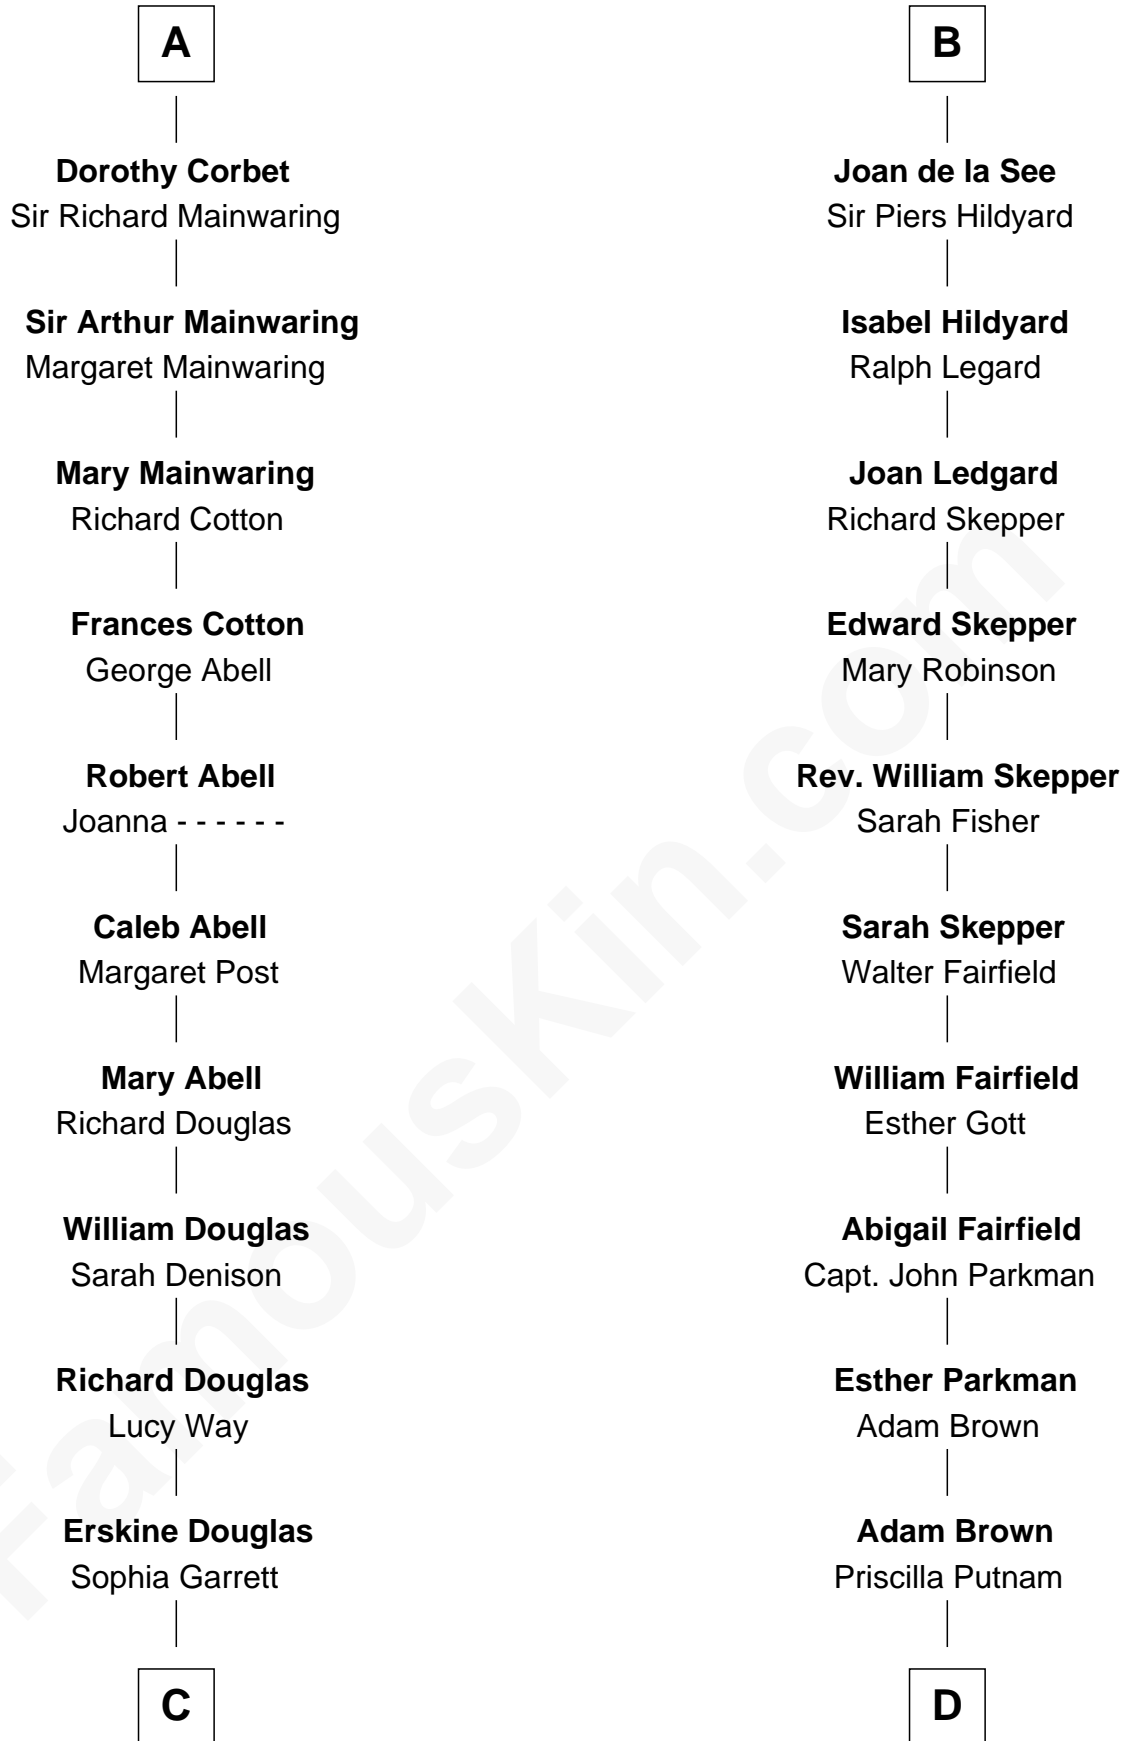 A
Dorothy Corbet
Sir Richard Mainwaring
Sir Arthur Mainwaring
Margaret Mainwaring
Mary Mainwaring
Richard Cotton
Frances Cotton
George Abell
Robert Abell
Joanna - - - - - -
Caleb Abell
Margaret Post
Mary Abell
Richard Douglas
William Douglas
Sarah Denison
Richard Douglas
Lucy Way
Erskine Douglas
Sophia Garrett
C
B
Joan de la See
Sir Piers Hildyard
Isabel Hildyard
Ralph Legard
Joan Ledgard
Richard Skepper
Edward Skepper
Mary Robinson
Rev. William Skepper
Sarah Fisher
Sarah Skepper
Walter Fairfield
William Fairfield
Esther Gott
Abigail Fairfield
Capt. John Parkman
Esther Parkman
Adam Brown
Adam Brown
Priscilla Putnam
D
FamousKin.com